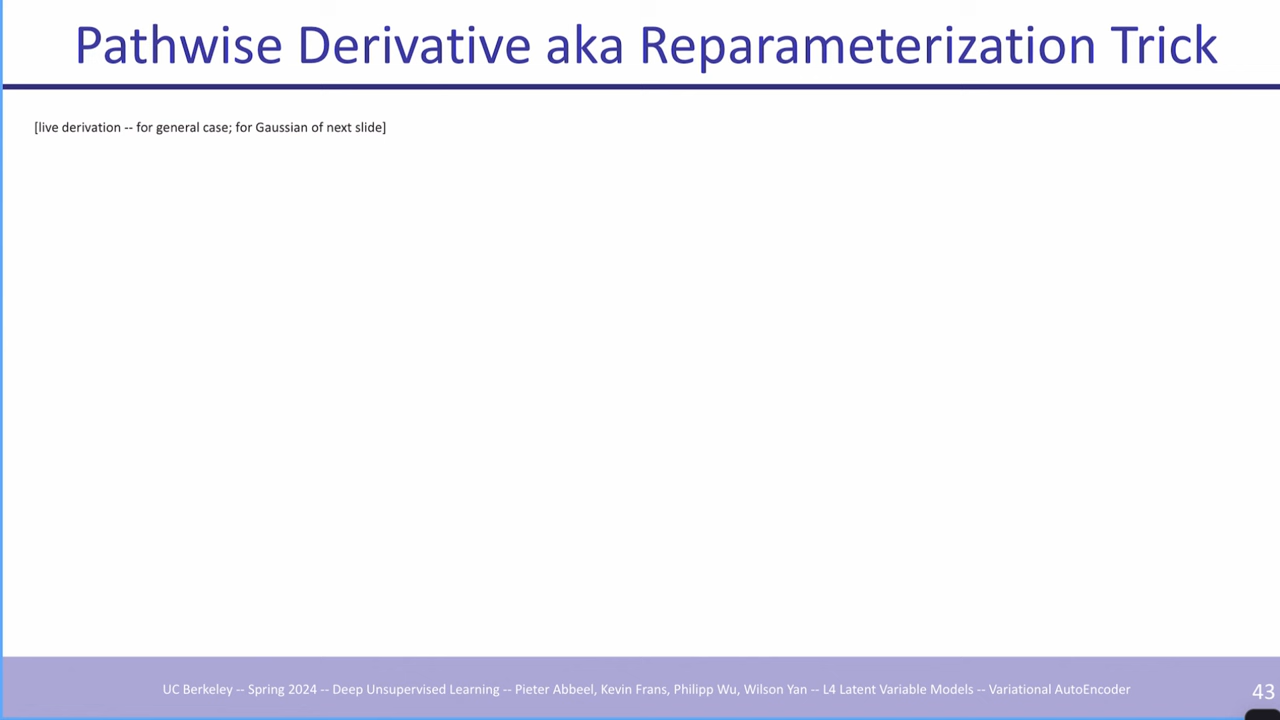 Pathwise Derivative aka Reparameterization Trick
[live derivation -- for general case; for Gaussian of next slide]
UC Berkeley -- Spring 2024 -- Deep Unsupervised Learning -- Pieter Abbeel, Kevin Frans, Philipp Wu, Wilson Yan -- L4 Latent Variable Models -- Variational AutoEncoder
43